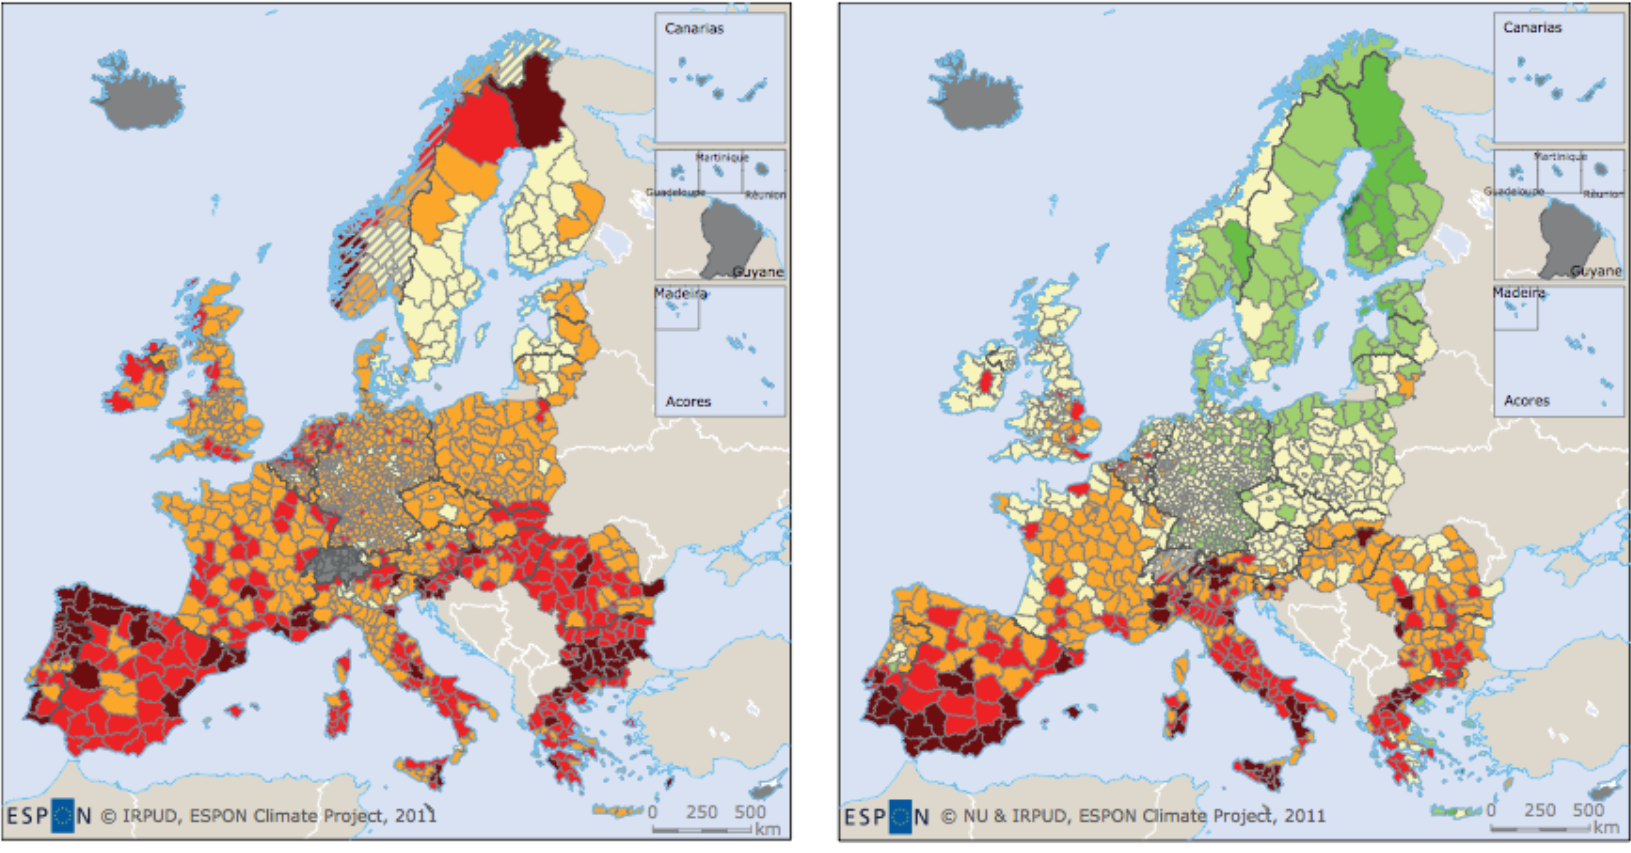 Canarias
Martinique
Guadeloupe
Réunion
Guyane
Madeira
Acores
ESPON © IRPUD, ESPON Climate Project, 2011
0 250 500
km
Canarias
Martinique
Guadeloupe
Réunion
Guyane
Madeira
Acores
ESPON © NU & IRPUD, ESPON Climate Project, 2011
0 250 500
km